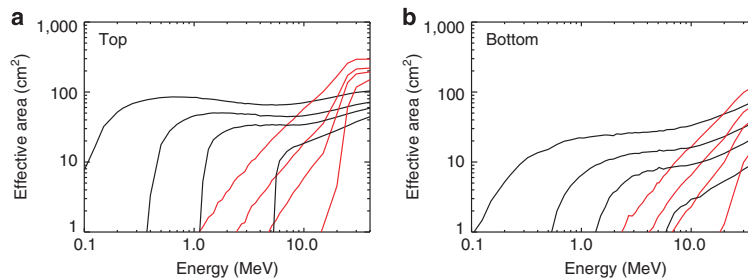 a
Top
1,000
100
10
1
Effective area (cm²)
0.1 1.0 10.0
Energy (MeV)
b
Bottom
1,000
100
10
1
Effective area (cm²)
0.1 1.0 10.0
Energy (MeV)